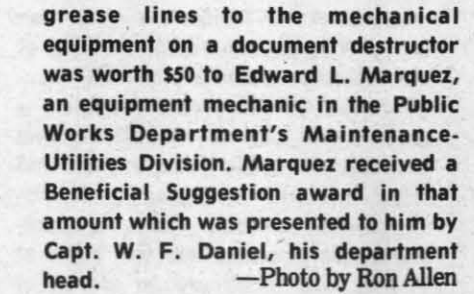 grease lines to the mechanical
equipment on a document destructor
was worth $50 to Edward L. Marquez,
an equipment mechanic in the Public
Works Department's Maintenance-
Utilities Division. Marquez received a
Beneficial Suggestion award in that
amount which was presented to him by
Capt. W. F. Daniel, his department
head. —Photo by Ron Allen